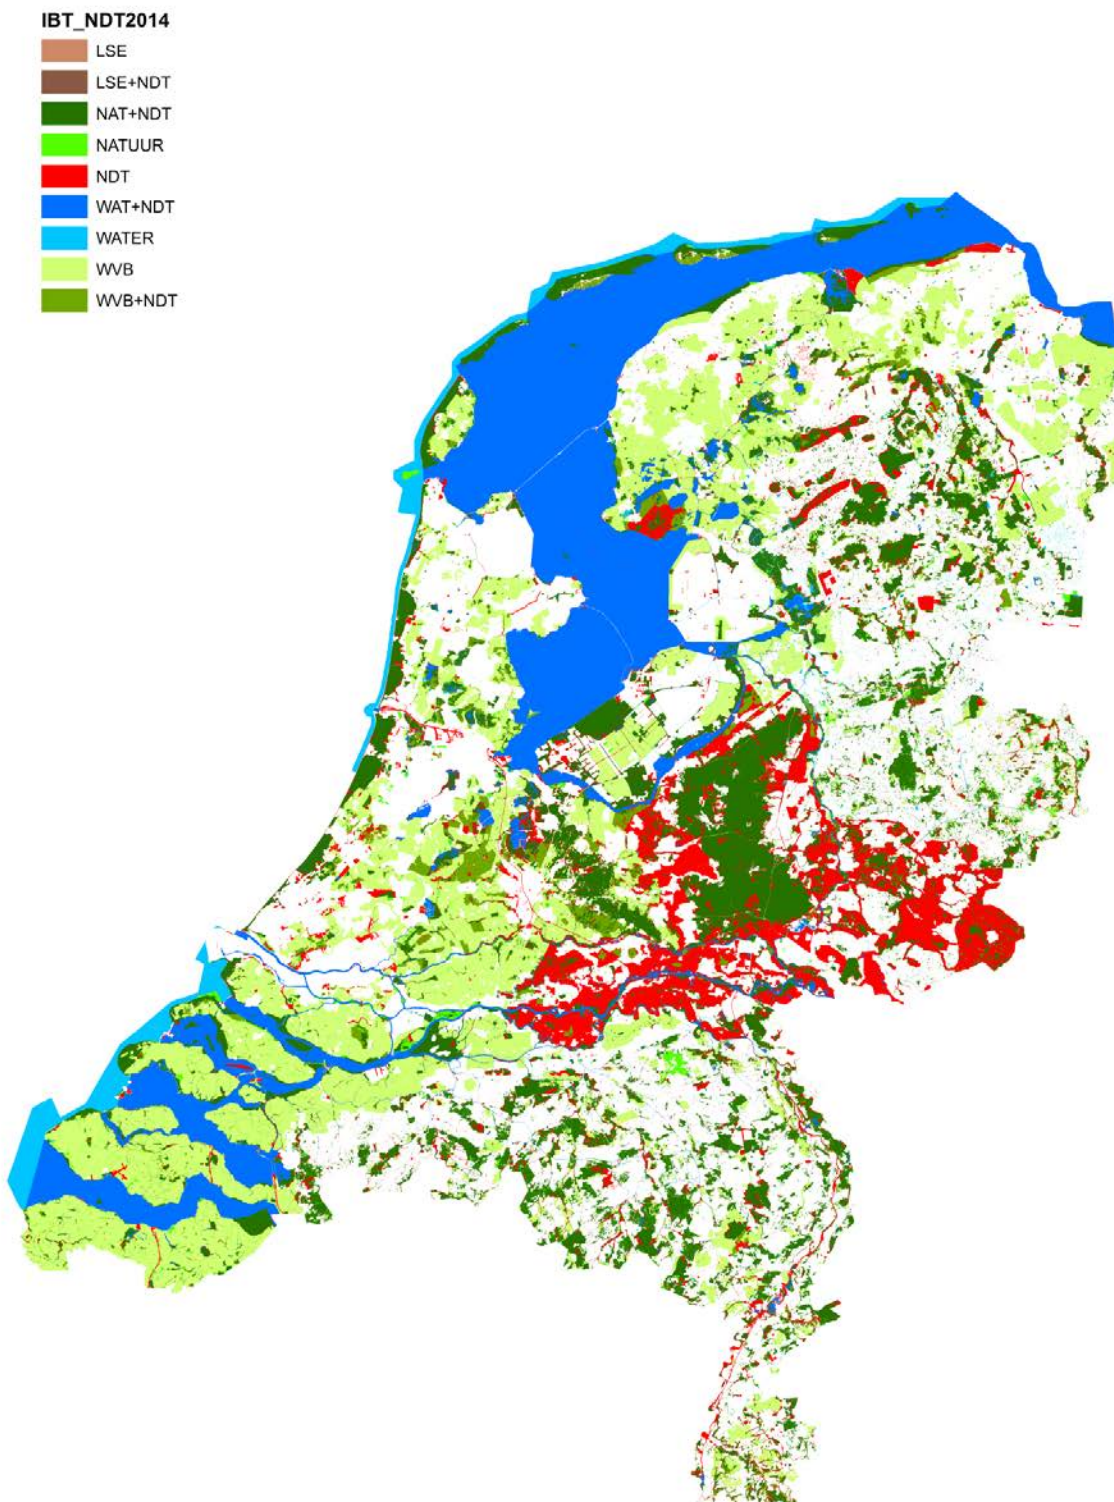 IBT_NDT2014
LSE
LSE+NDT
NAT+NDT
NATUUR
NDT
WAT+NDT
WATER
WVB
WVB+NDT